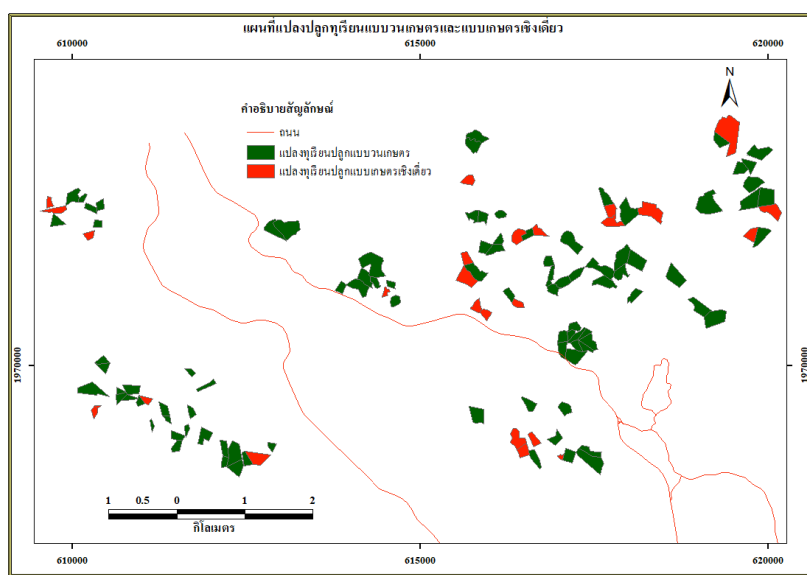 แผนที่แปลงปลูกทุเรียนแบบวนเกษตรและแบบเกษตรเชิงเดี่ยว
610000 615000 620000
N
คำอธิบายสัญลักษณ์
ถนน
แปลงทุเรียนปลูกแบบวนเกษตร
แปลงทุเรียนปลูกแบบเกษตรเชิงเดี่ยว
1970000 1970000
1 0.5 0 1 2
กิโลเมตร
610000 615000 620000